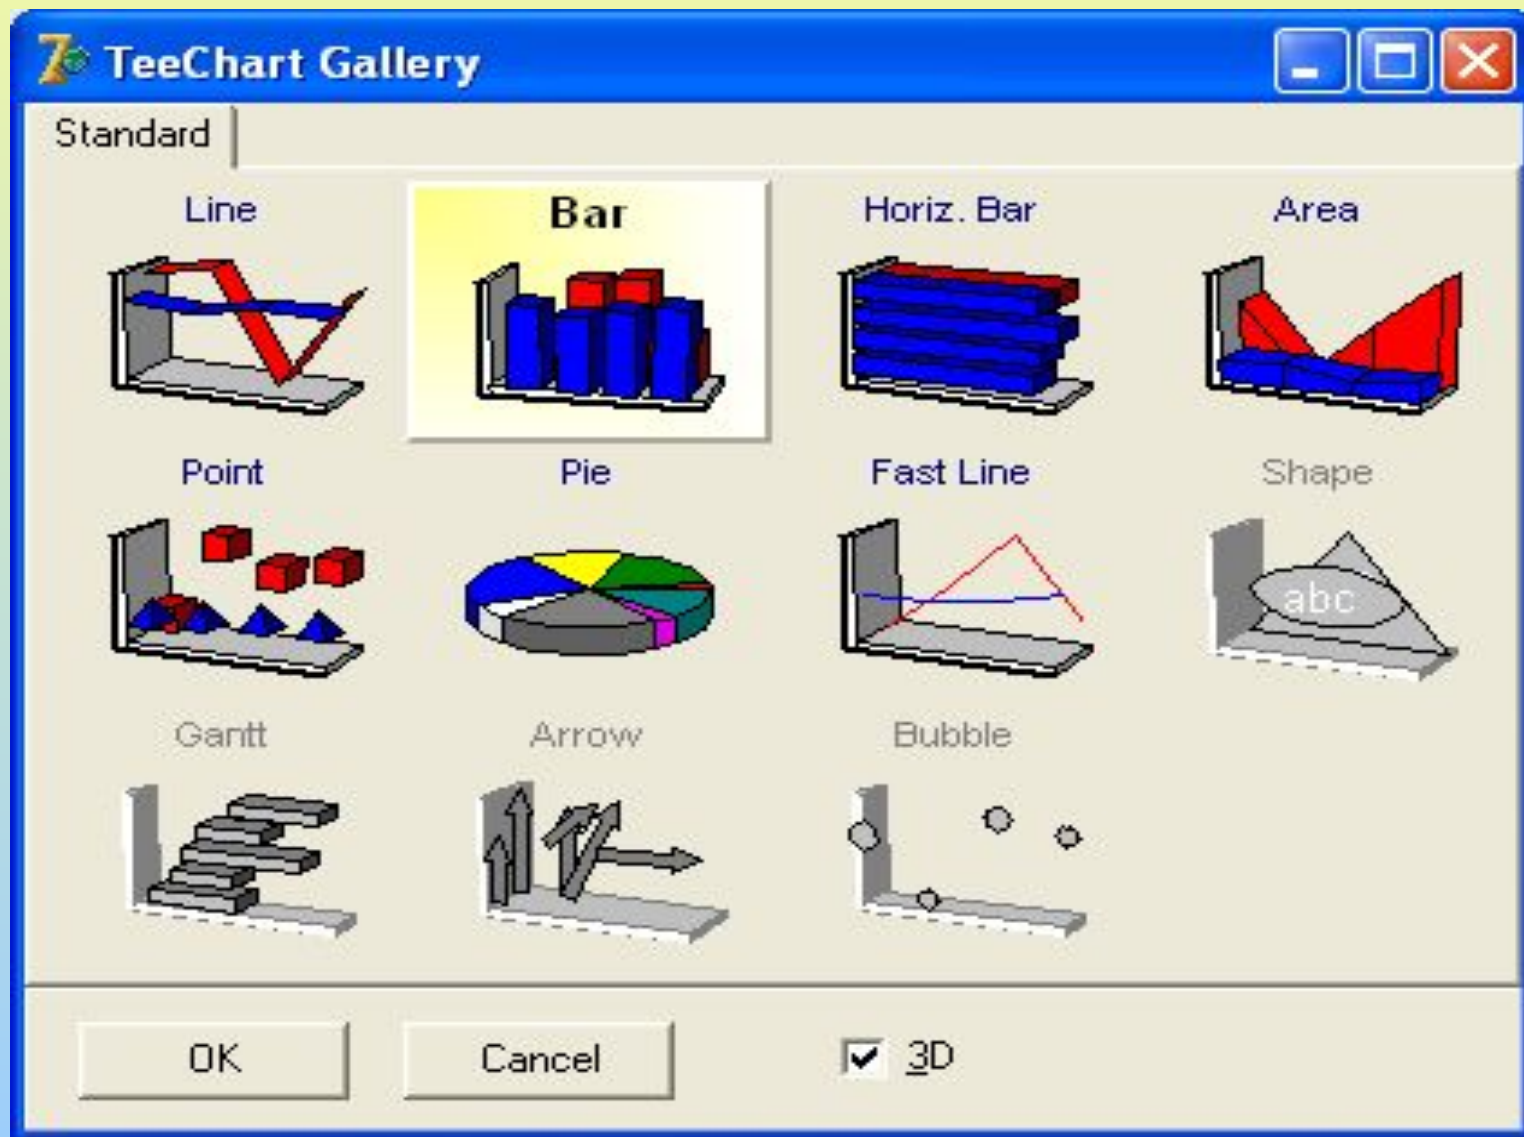 TeeChart Gallery
Standard
Line Bar Horiz. Bar Area
Point Pie Fast Line Shape
abc
Gantt Arrow Bubble
OK Cancel 3D